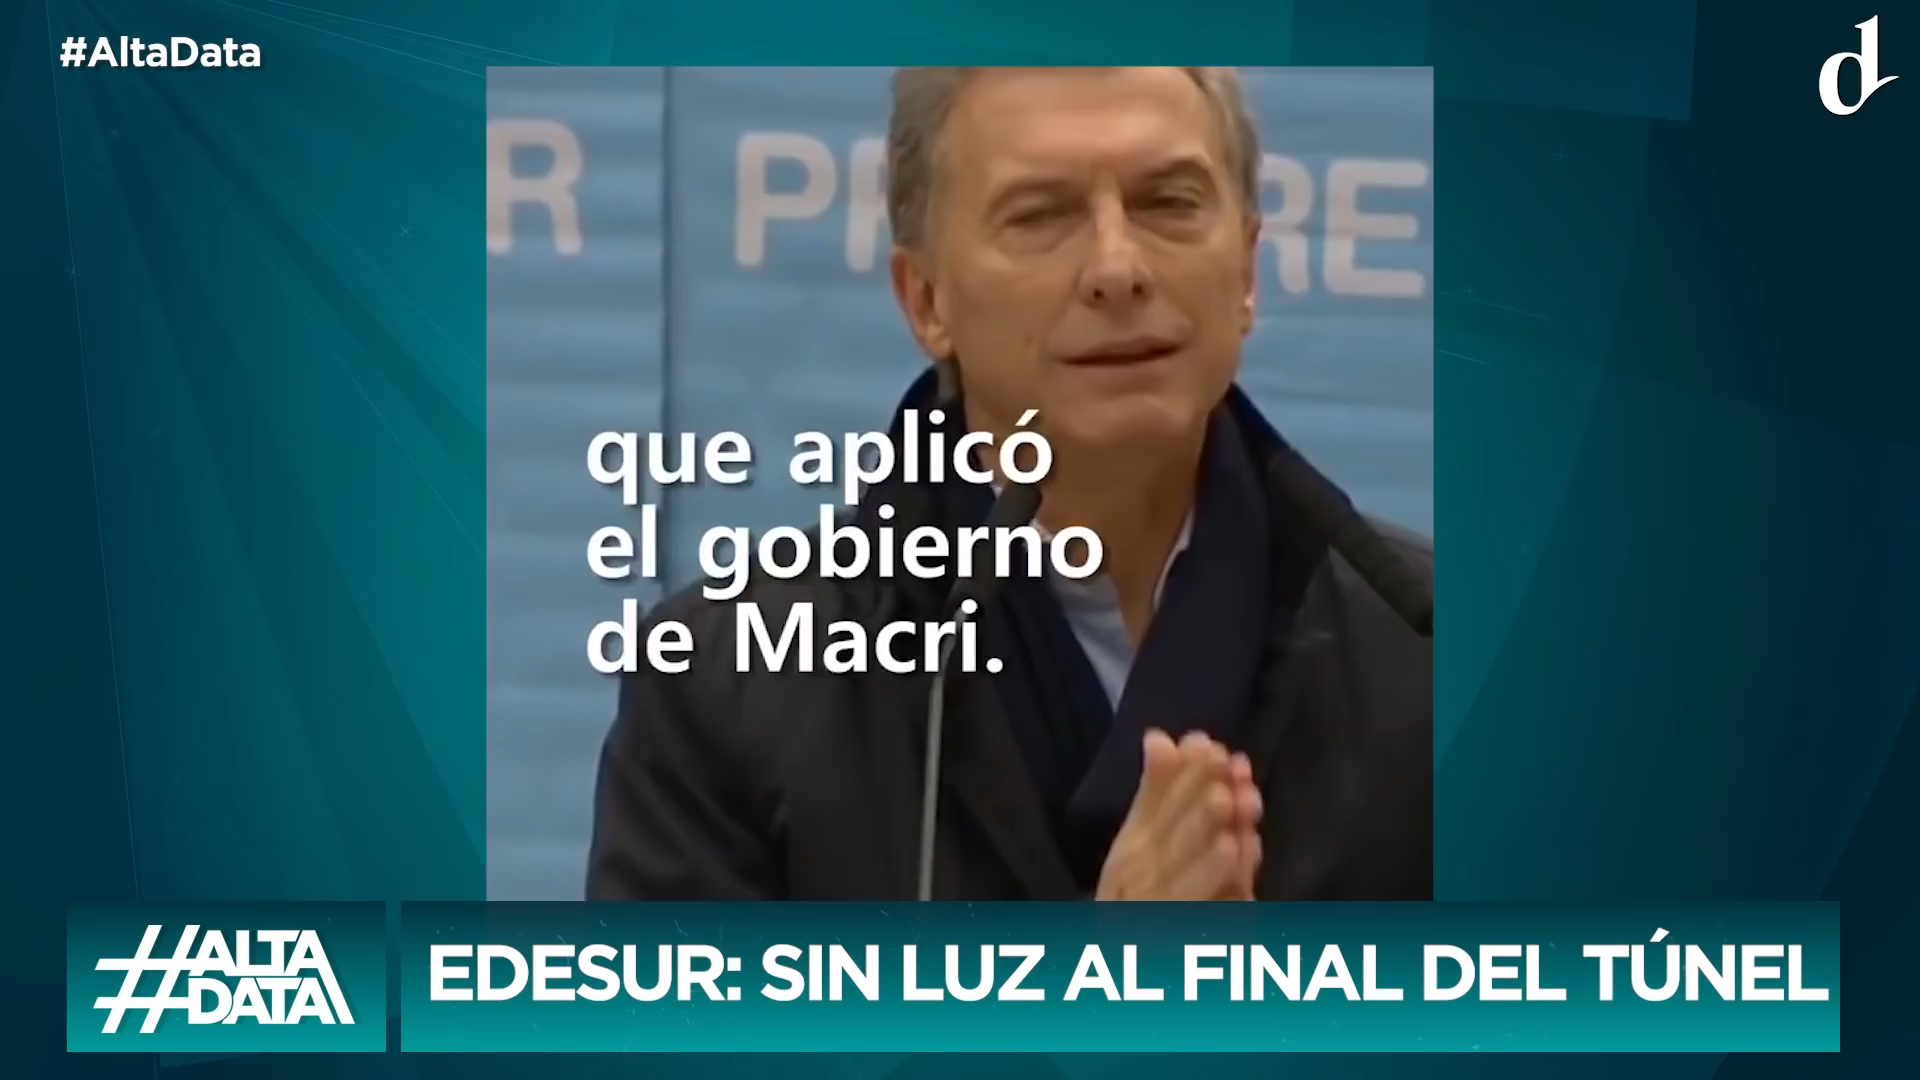 #AltaData
d
R PR RE
que aplicó
el gobierno
de Macri.
#ALTA
DATA
EDESUR: SIN LUZ AL FINAL DEL TÚNEL